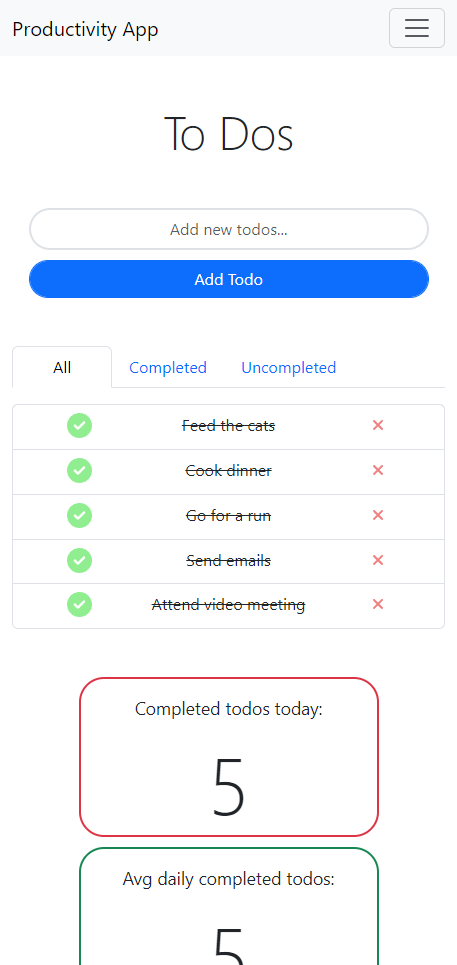 Productivity App
To Dos
Add new todos...
Add Todo
All Completed Uncompleted
Feed the cats
Cook dinner
Go for a run
Send emails
Attend video meeting
Completed todos today:
5
Avg daily completed todos:
5